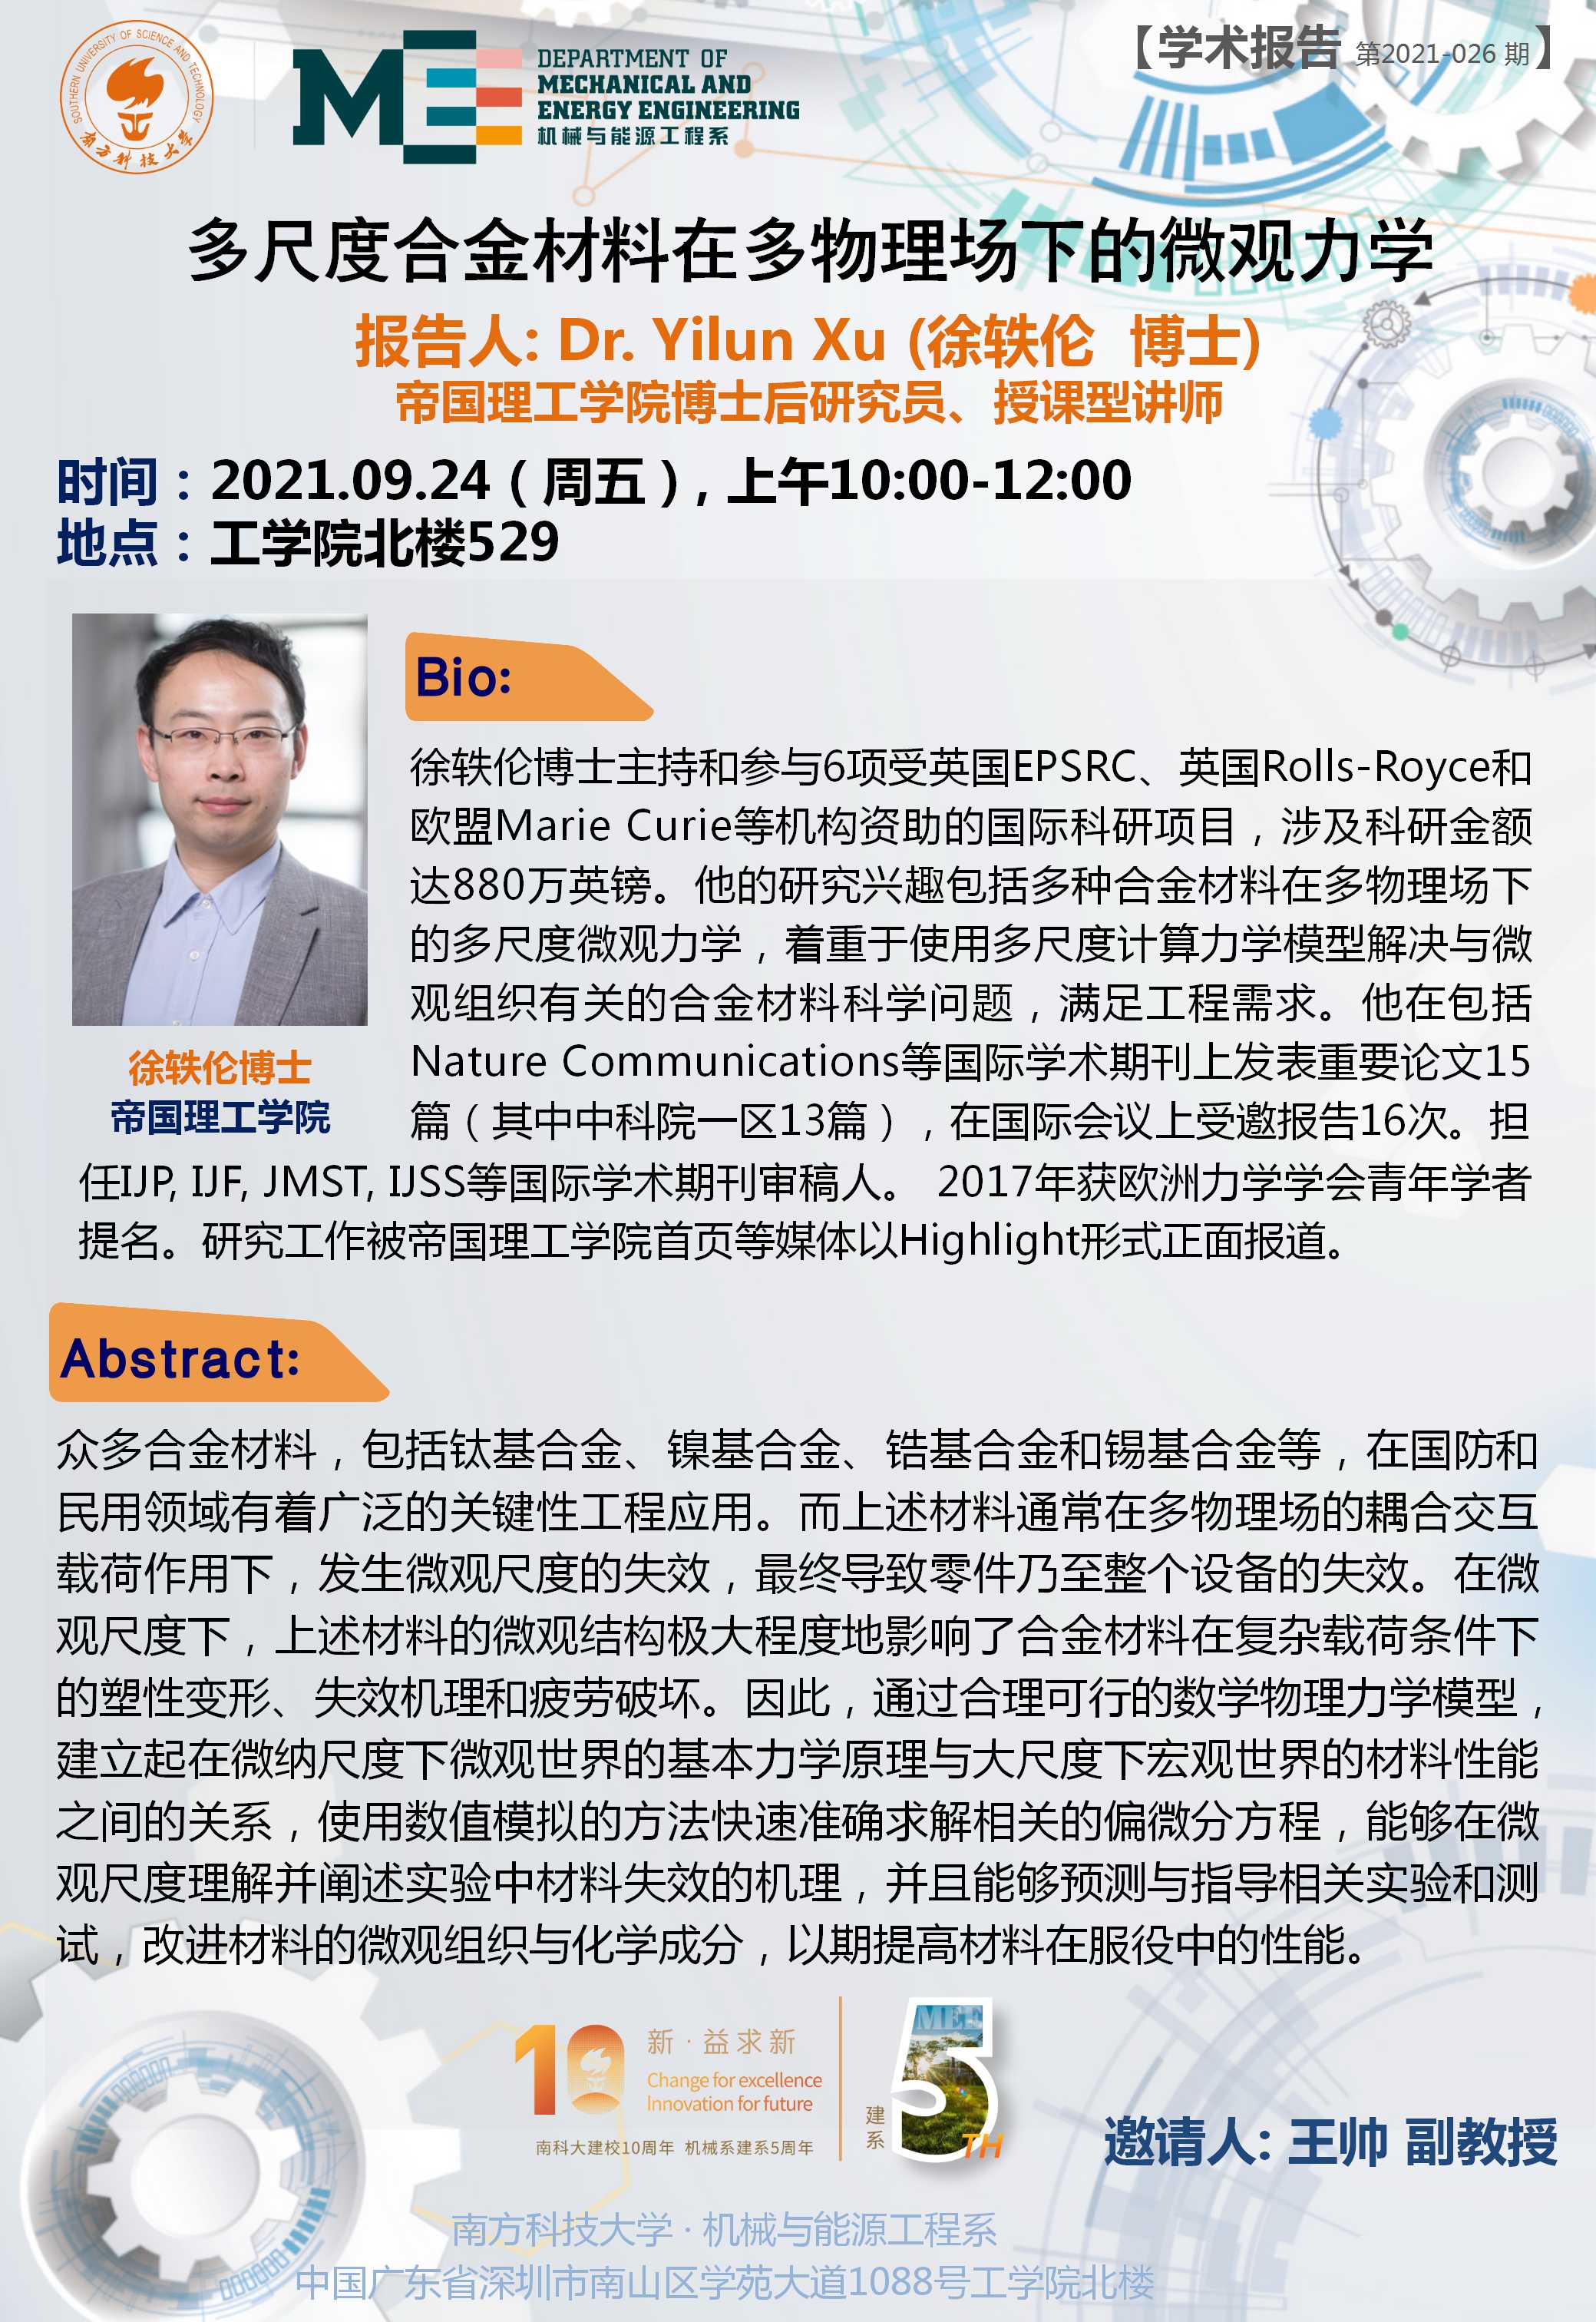 SOUTHERN UNIVERSITY OF SCIENCE AND TECHNOLOGY
南方科技大学
MEE
DEPARTMENT OF
MECHANICAL AND
ENERGY ENGINEERING
机械与能源工程系
【学术报告 第2021-026 期】
多尺度合金材料在多物理场下的微观力学
报告人: Dr. Yilun Xu (徐轶伦 博士)
帝国理工学院博士后研究员、授课型讲师
时间：2021.09.24（周五）, 上午10:00-12:00
地点：工学院北楼529
徐轶伦博士
帝国理工学院
Bio:
徐轶伦博士主持和参与6项受英国EPSRC、英国Rolls-Royce和
欧盟Marie Curie等机构资助的国际科研项目，涉及科研金额
达880万英镑。他的研究兴趣包括多种合金材料在多物理场下
的多尺度微观力学，着重于使用多尺度计算力学模型解决与微
观组织有关的合金材料科学问题，满足工程需求。他在包括
Nature Communications等国际学术期刊上发表重要论文15
篇（其中中科院一区13篇），在国际会议上受邀报告16次。担
任IJP, IJF, JMST, IJSS等国际学术期刊审稿人。 2017年获欧洲力学学会青年学者
提名。研究工作被帝国理工学院首页等媒体以Highlight形式正面报道。
Abstract:
众多合金材料，包括钛基合金、镍基合金、锆基合金和锡基合金等，在国防和
民用领域有着广泛的关键性工程应用。而上述材料通常在多物理场的耦合交互
载荷作用下，发生微观尺度的失效，最终导致零件乃至整个设备的失效。在微
观尺度下，上述材料的微观结构极大程度地影响了合金材料在复杂载荷条件下
的塑性变形、失效机理和疲劳破坏。因此，通过合理可行的数学物理力学模型，
建立起在微纳尺度下微观世界的基本力学原理与大尺度下宏观世界的材料性能
之间的关系，使用数值模拟的方法快速准确求解相关的偏微分方程，能够在微
观尺度理解并阐述实验中材料失效的机理，并且能够预测与指导相关实验和测
试，改进材料的微观组织与化学成分，以期提高材料在服役中的性能。
10
新·益求新
Change for excellence
Innovation for future
南科大建校10周年 机械系建系5周年
建系
MEE
5TH
邀请人: 王帅 副教授
南方科技大学·机械与能源工程系
中国广东省深圳市南山区学苑大道1088号工学院北楼